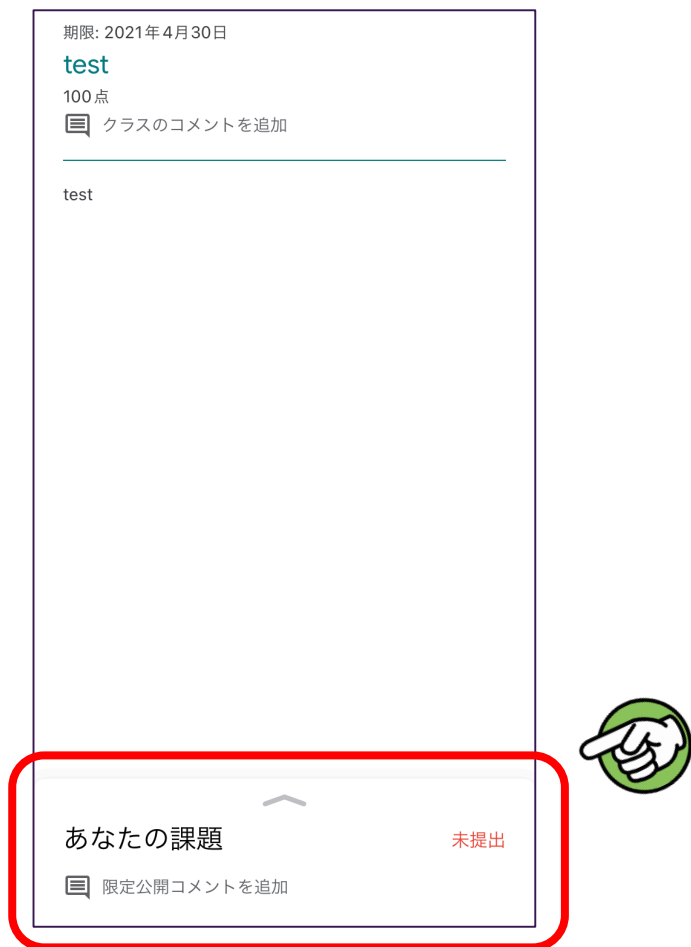 期限: 2021年4月30日
test
100点
クラスのコメントを追加
test
あなたの課題
未提出
限定公開コメントを追加